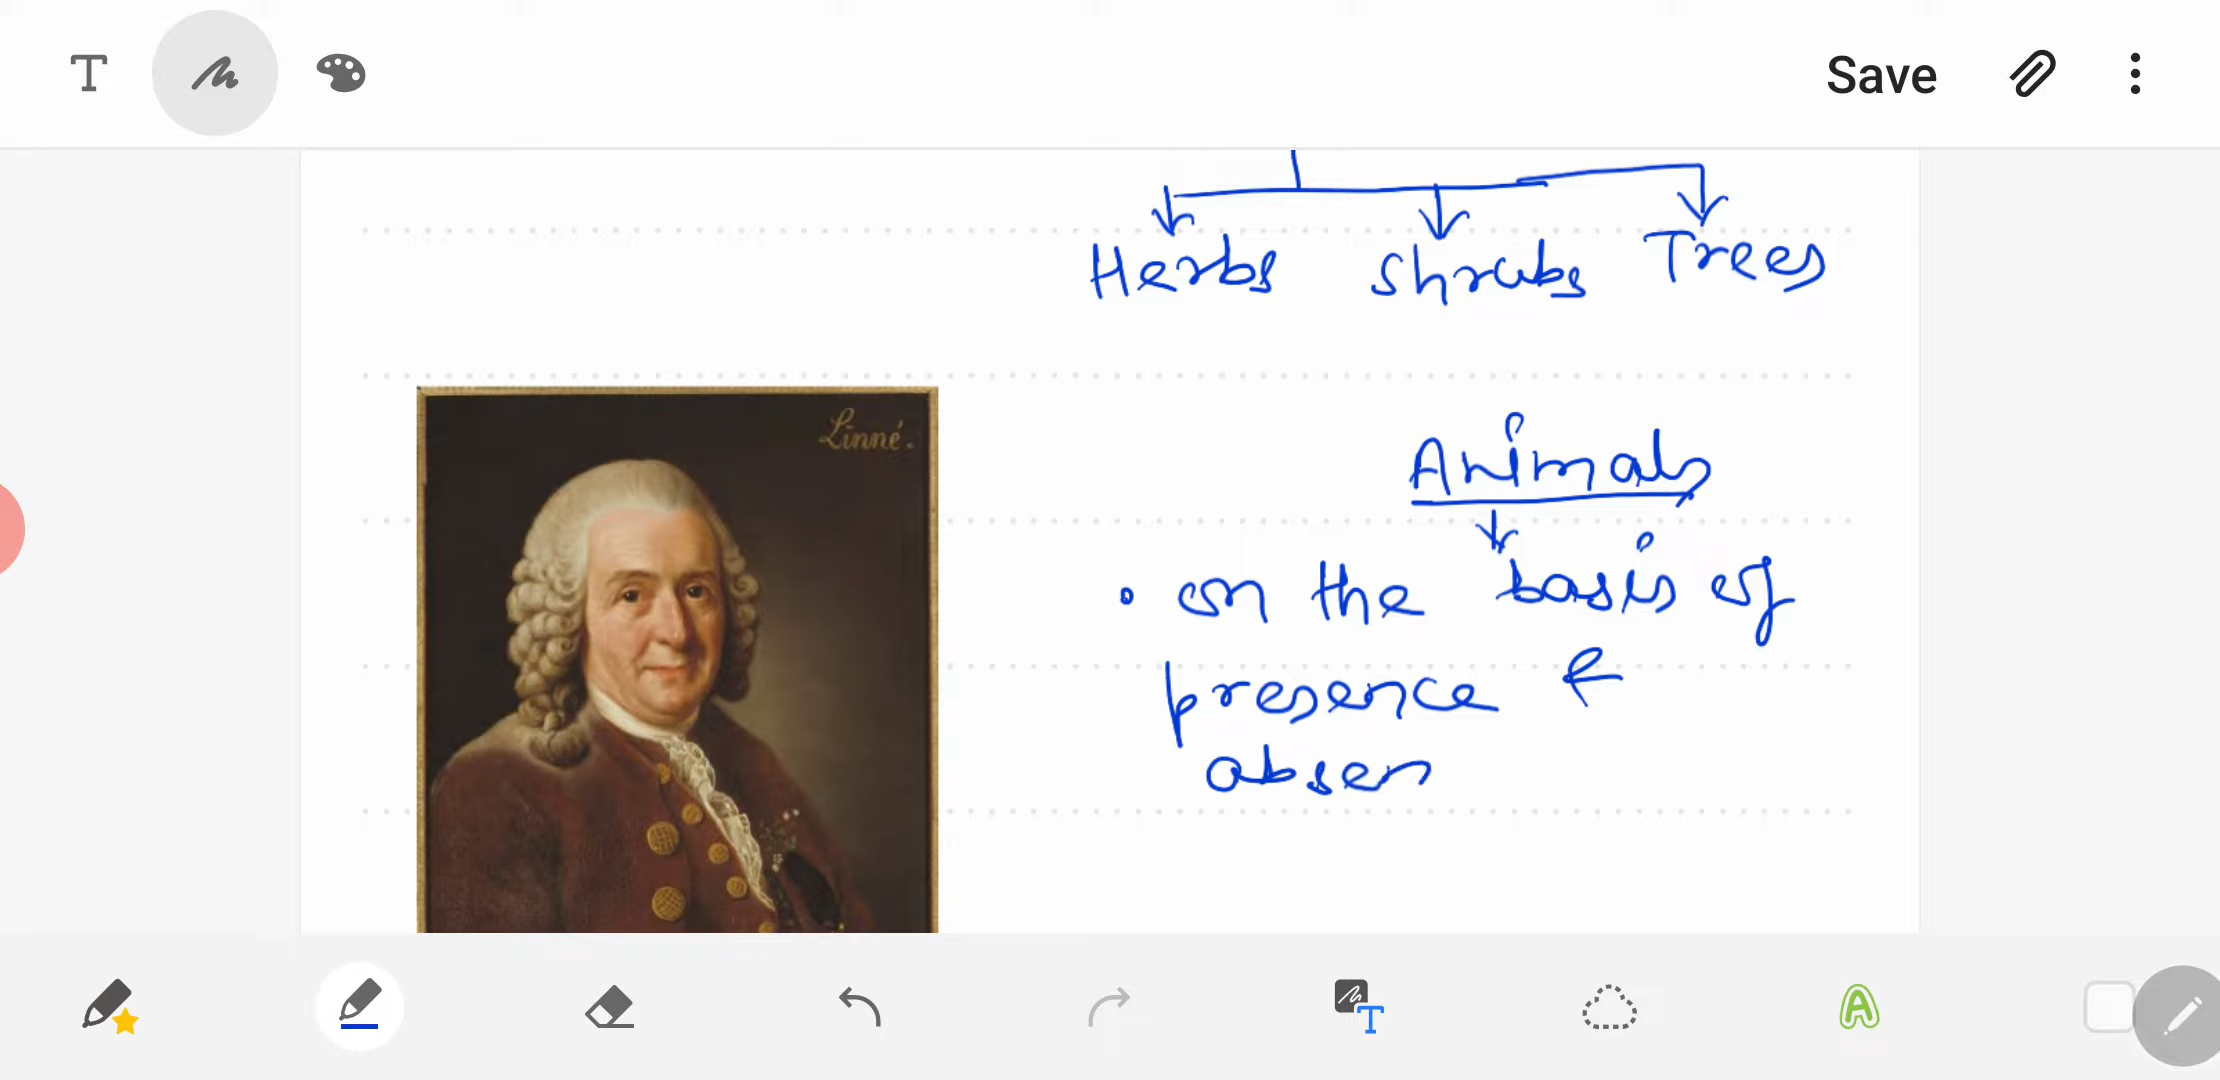 T
Save
Herbs Shrubs Trees
Linné.
Animals
• on the basis of
presence &
absen
T
A